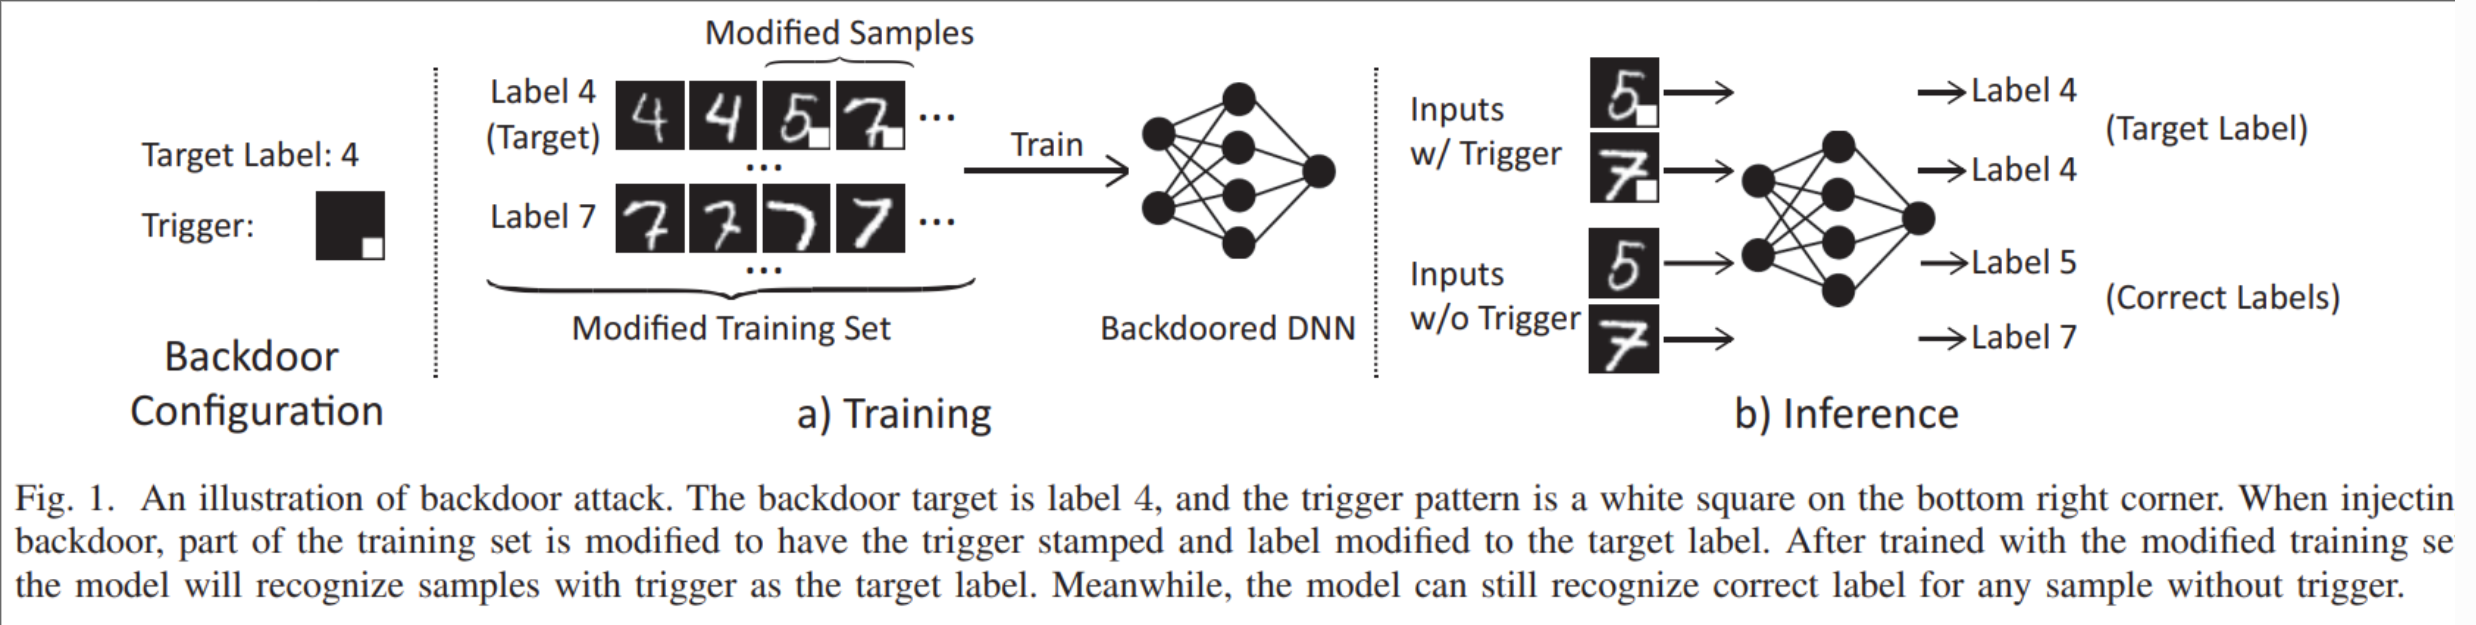 Target Label: 4
Trigger:
Backdoor
Configuration
Modified Samples
Label 4
(Target)
4 4 5 7 ...
...
Label 7
7 7 7 7 ...
...
Modified Training Set
Train
Backdoored DNN
a) Training
Inputs
w/ Trigger
5
7
Inputs
w/o Trigger
5
7
Label 4
Label 4
(Target Label)
Label 5
Label 7
(Correct Labels)
b) Inference
Fig. 1. An illustration of backdoor attack. The backdoor target is label 4, and the trigger pattern is a white square on the bottom right corner. When injectin
backdoor, part of the training set is modified to have the trigger stamped and label modified to the target label. After trained with the modified training se
the model will recognize samples with trigger as the target label. Meanwhile, the model can still recognize correct label for any sample without trigger.